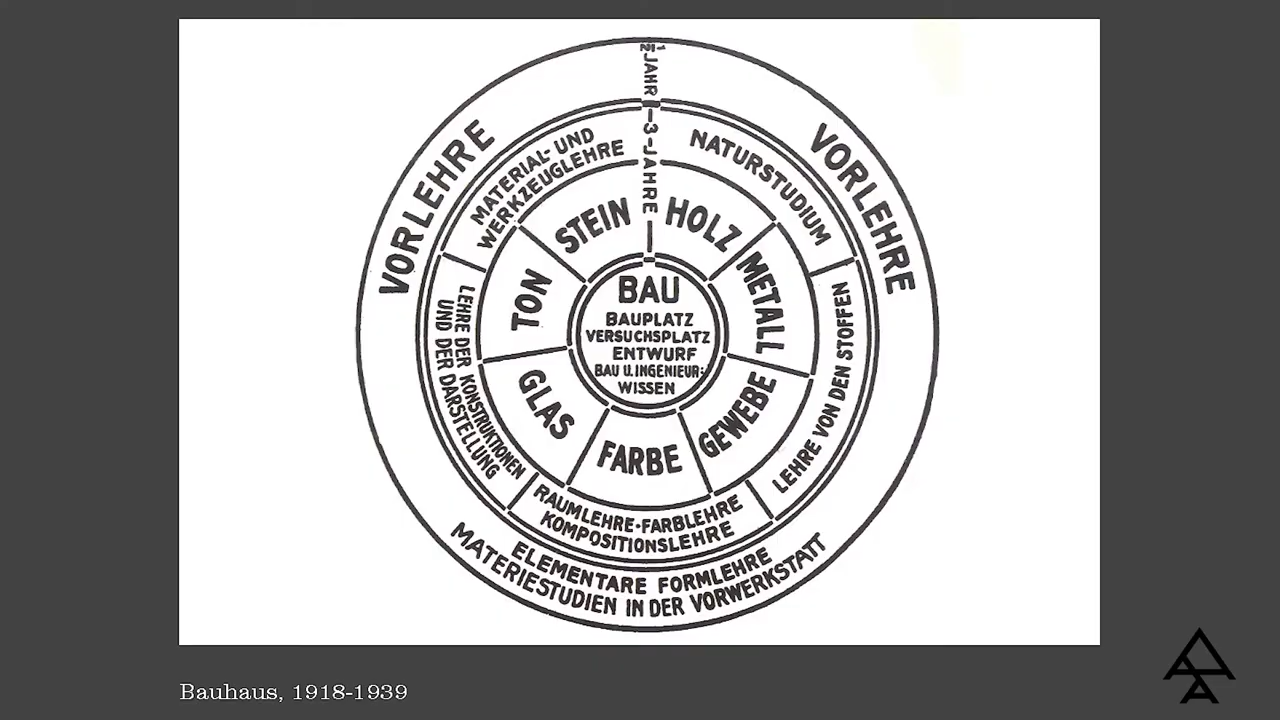 ½ JAHR
3-JAHRE
VORLEHRE
VORLEHRE
MATERIAL- UND
WERKZEUGLEHRE
NATURSTUDIUM
STEIN
HOLZ
TON
METALL
BAU
BAUPLATZ
VERSUCHSPLATZ
ENTWURF
BAU U. INGENIEUR:
WISSEN
LEHRE DER KONSTRUKTIONEN
UND DER DARSTELLUNG
LEHRE VON DEN STOFFEN
GLAS
GEWEBE
FARBE
RAUMLEHRE-FARBLEHRE
KOMPOSITIONSLEHRE
ELEMENTARE FORMLEHRE
MATERIESTUDIEN IN DER VORWERKSTATT
Bauhaus, 1918-1939